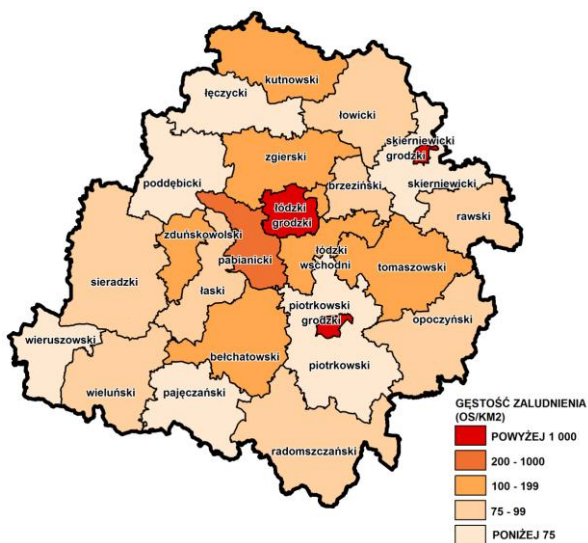 kutnowski
łęczycki
łowicki
skierniewicki
grodzki
zgierski
poddębicki
brzeziński
skierniewicki
rawski
łódzki
grodzki
zduńskowolski
łódzki
wschodni
pabianicki
tomaszowski
sieradzki
łaski
piotrkowski
grodzki
opoczyński
wieruszowski
bełchatowski
piotrkowski
wieluński
pajęczański
radomszczański
GĘSTOŚĆ ZALUDNIENIA
(OS/KM2)
POWYŻEJ 1 000
200 - 1000
100 - 199
75 - 99
PONIŻEJ 75